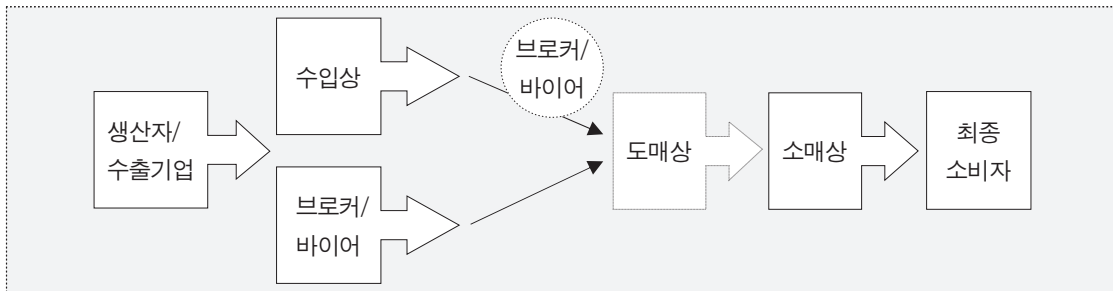 생산자/
수출기업
수입상
브로커/
바이어
브로커/
바이어
도매상
소매상
최종
소비자